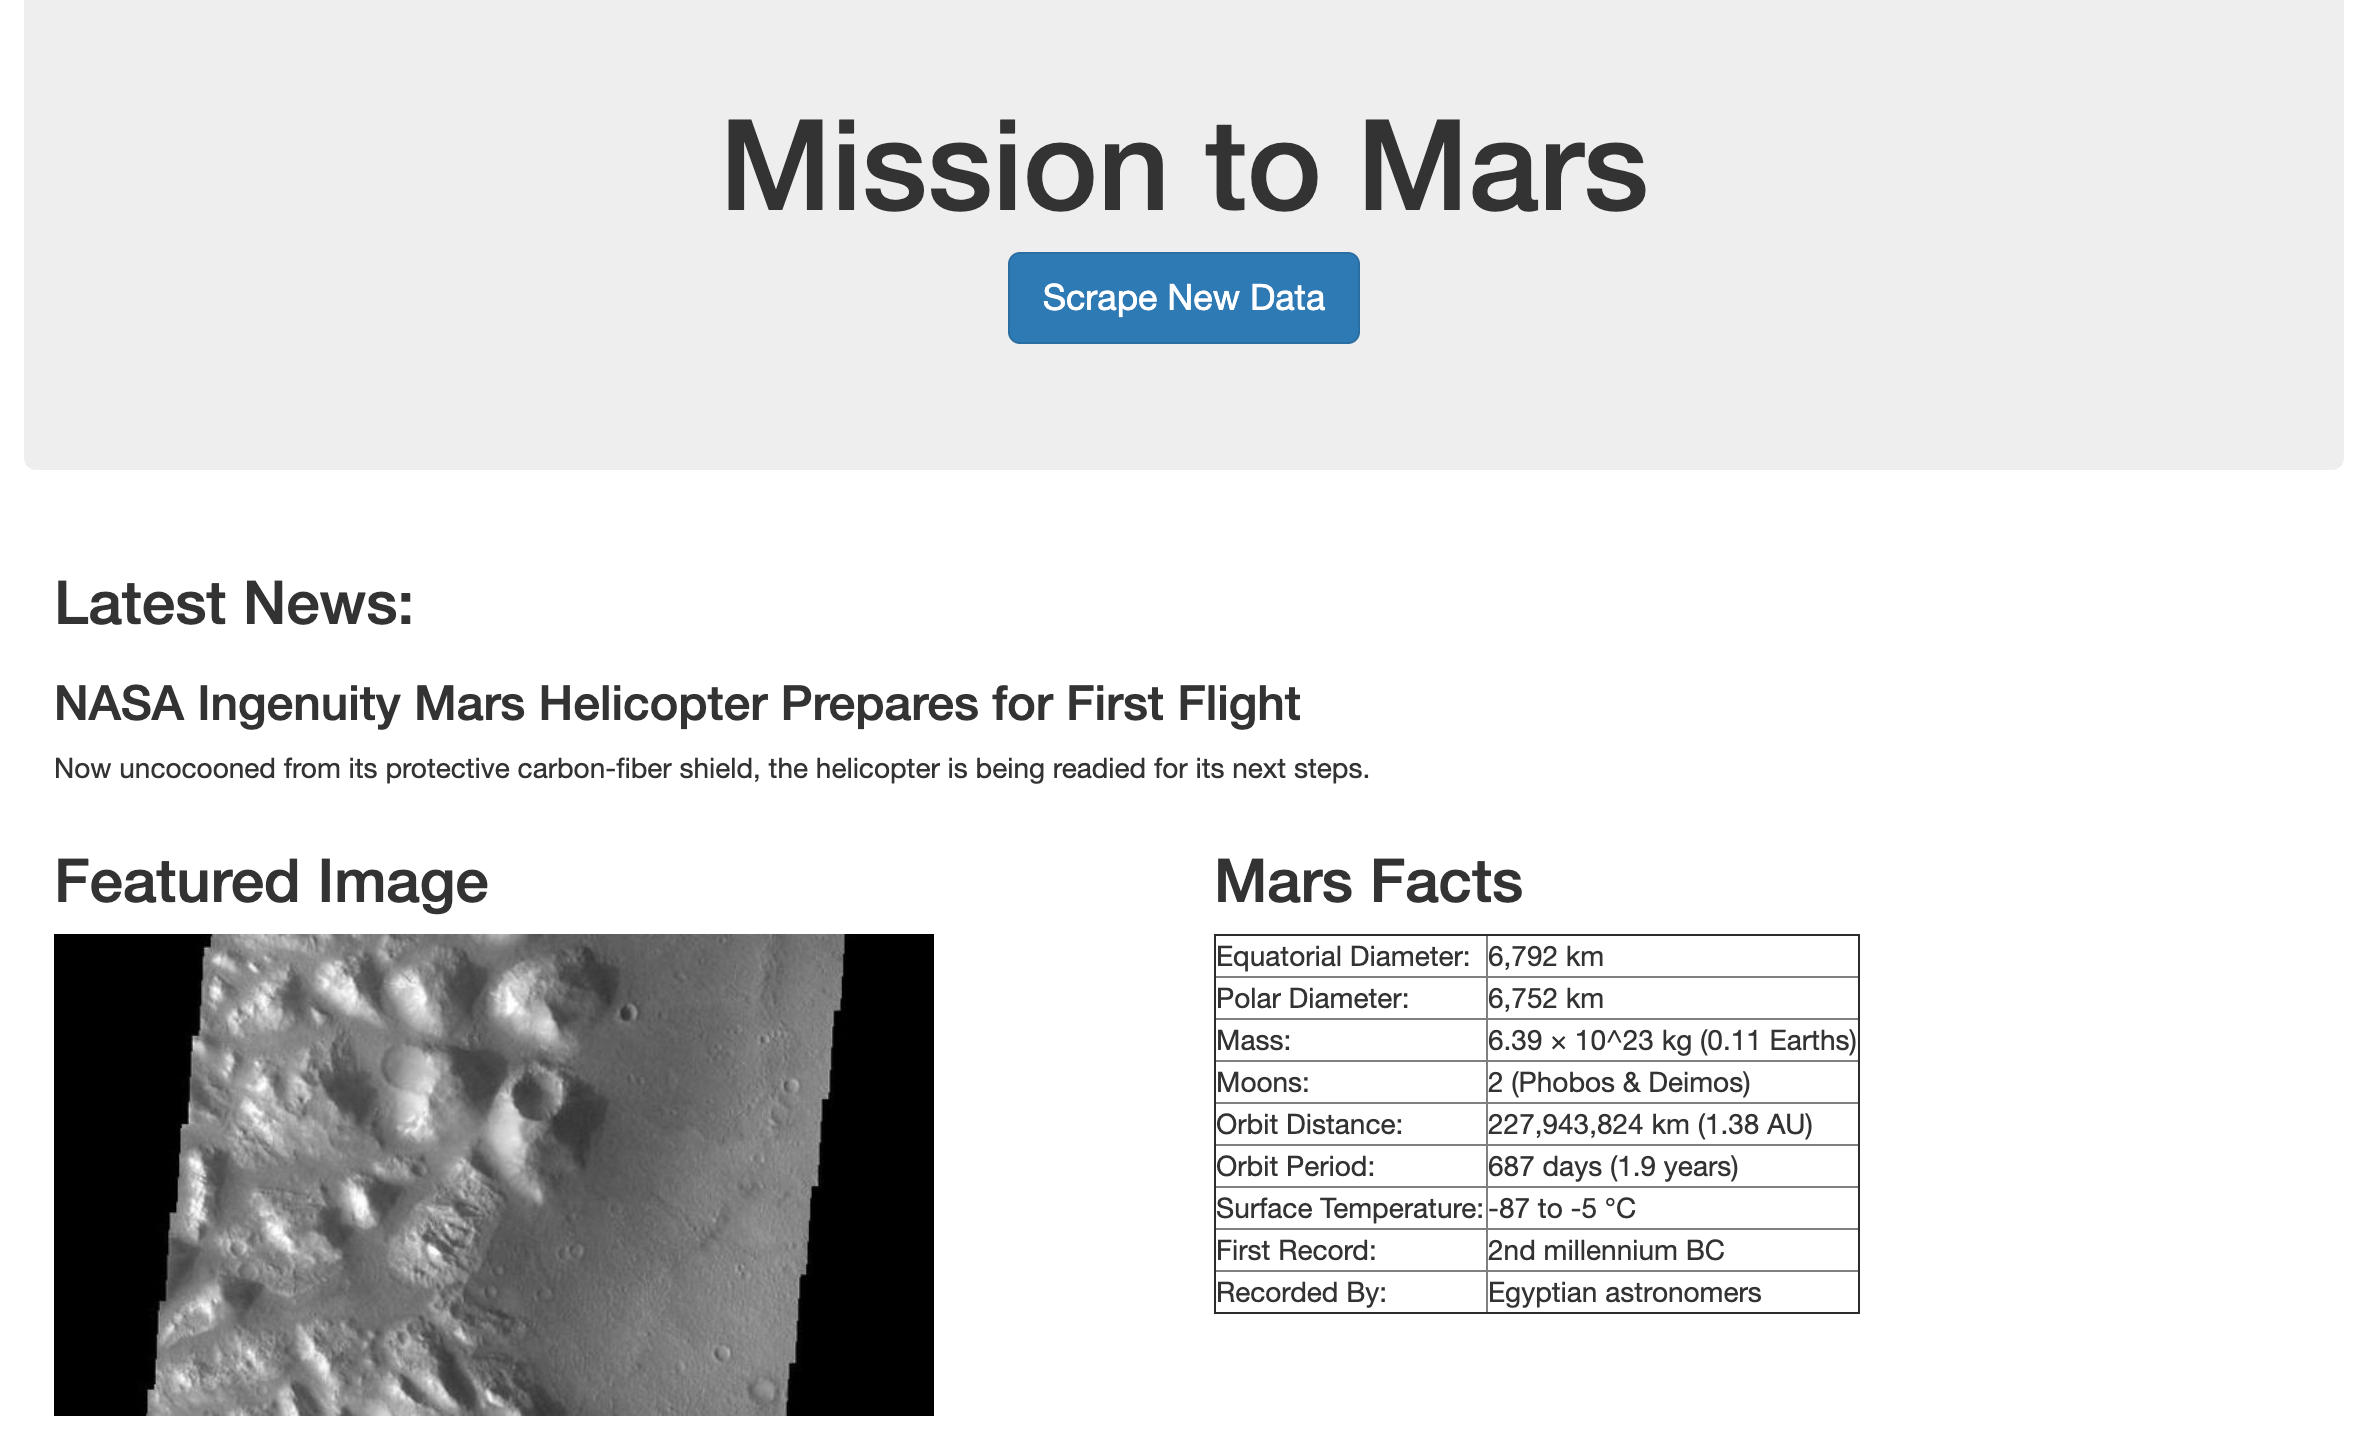 Mission to Mars
Scrape New Data
Latest News:
NASA Ingenuity Mars Helicopter Prepares for First Flight
Now uncocooned from its protective carbon-fiber shield, the helicopter is being readied for its next steps.
Featured Image
Mars Facts
Equatorial Diameter: 6,792 km
Polar Diameter: 6,752 km
Mass: 6.39 × 10^23 kg (0.11 Earths)
Moons: 2 (Phobos & Deimos)
Orbit Distance: 227,943,824 km (1.38 AU)
Orbit Period: 687 days (1.9 years)
Surface Temperature: -87 to -5 °C
First Record: 2nd millennium BC
Recorded By: Egyptian astronomers